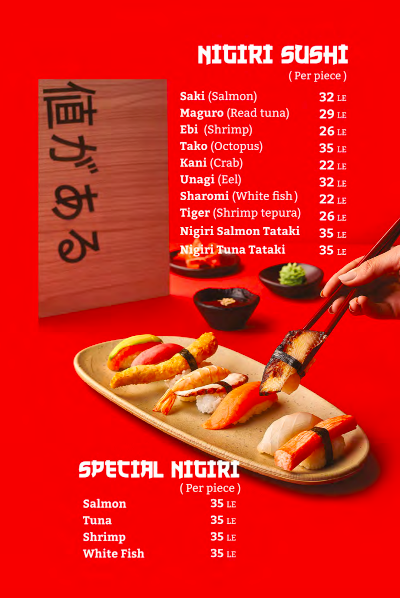 値がある
NIGIRI SUSHI
( Per piece )
Saki (Salmon) 32 LE
Maguro (Read tuna) 29 LE
Ebi (Shrimp) 26 LE
Tako (Octopus) 35 LE
Kani (Crab) 22 LE
Unagi (Eel) 32 LE
Sharomi (White fish) 22 LE
Tiger (Shrimp tepura) 26 LE
Nigiri Salmon Tataki 35 LE
Nigiri Tuna Tataki 35 LE
SPECIAL NIGIRI
( Per piece )
Salmon 35 LE
Tuna 35 LE
Shrimp 35 LE
White Fish 35 LE